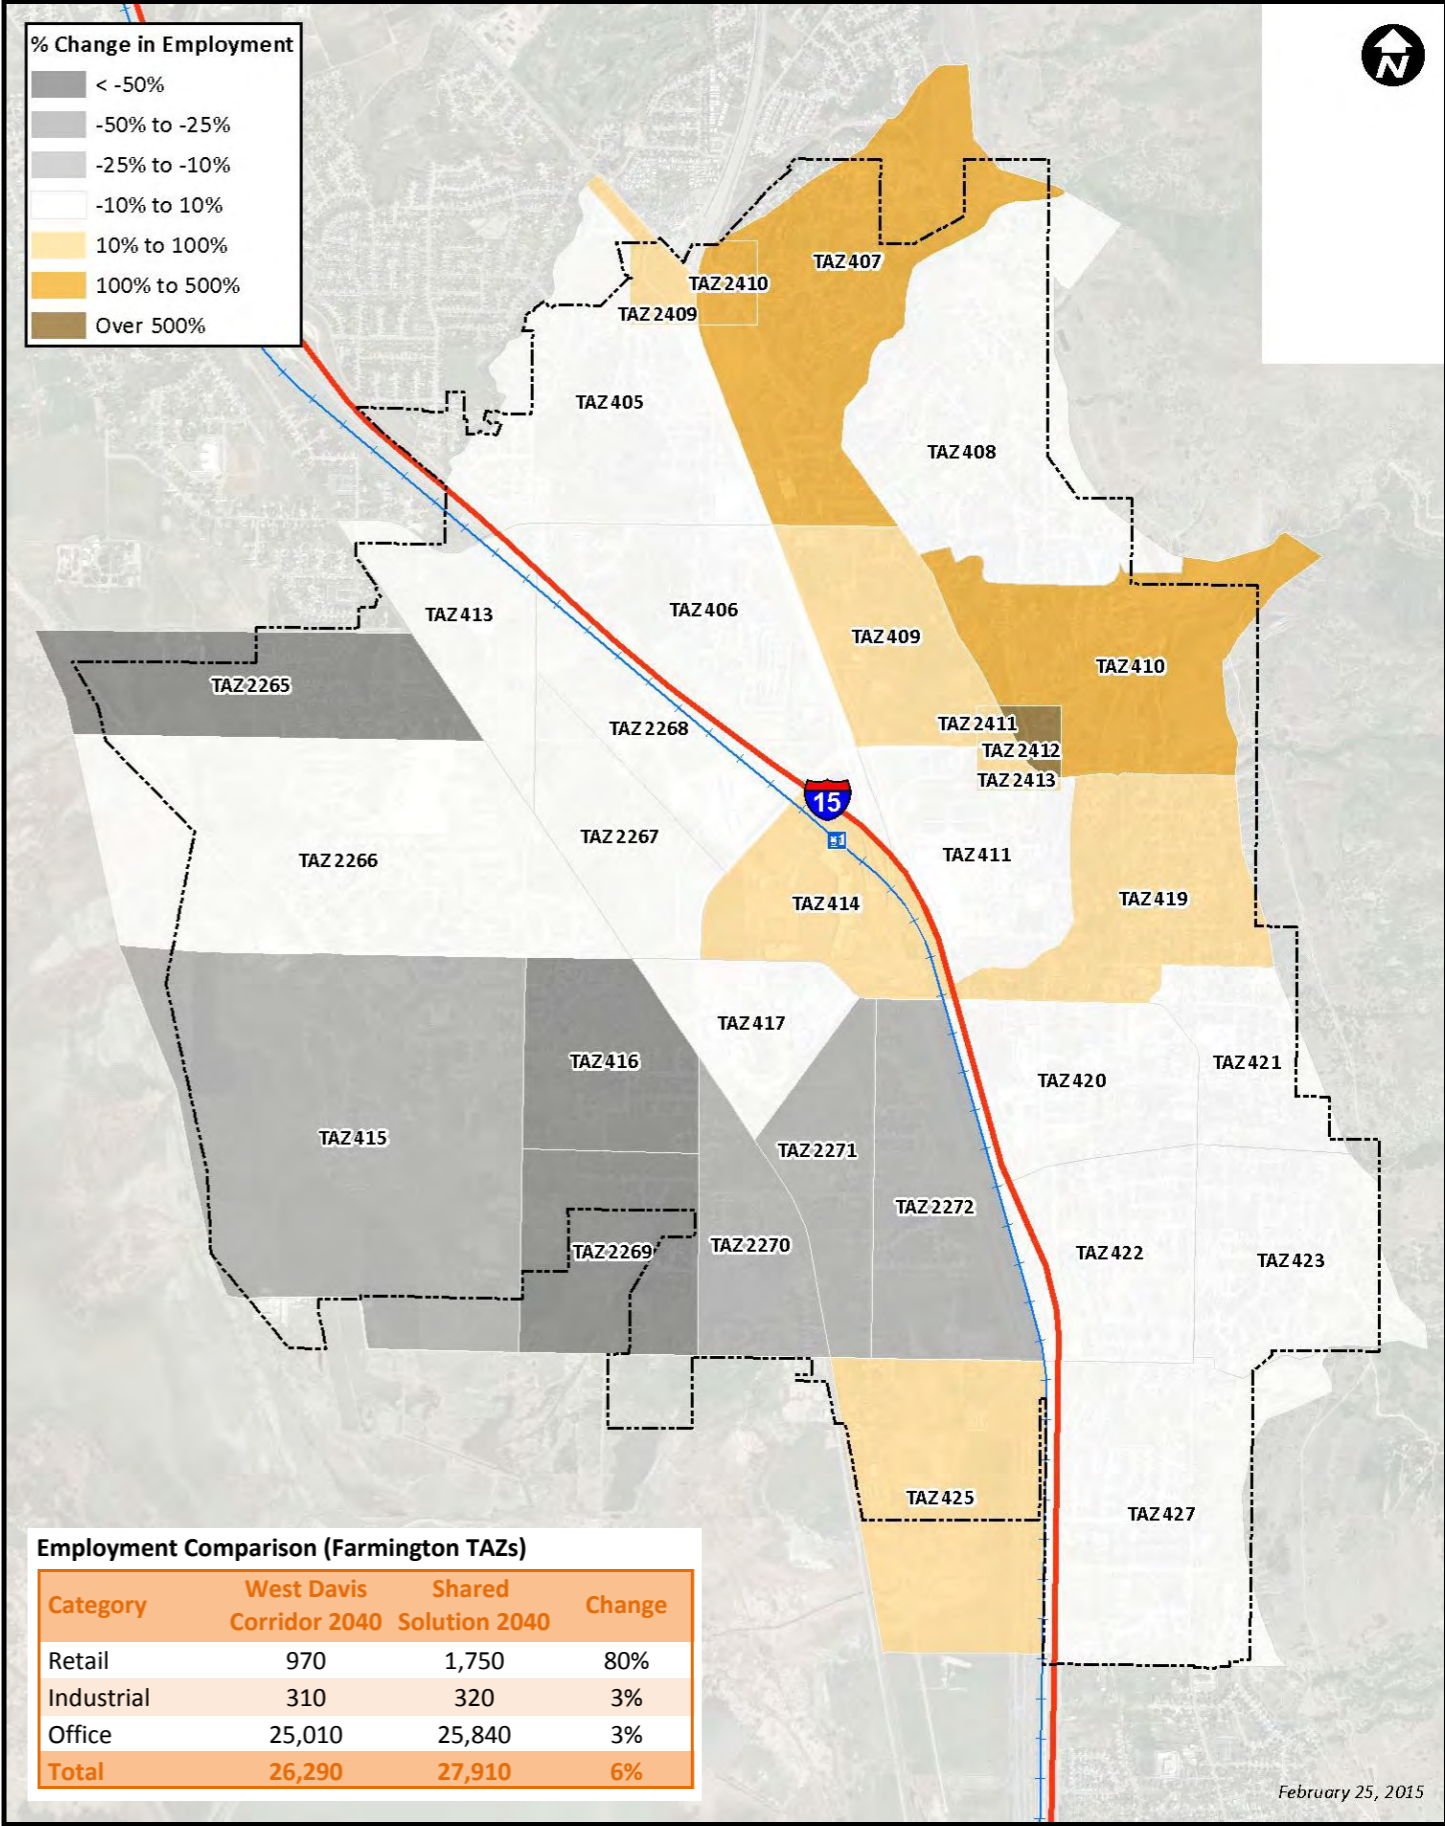 % Change in Employment
< -50%
-50% to -25%
-25% to -10%
-10% to 10%
10% to 100%
100% to 500%
Over 500%
N
TAZ 407
TAZ 2410
TAZ 2409
TAZ 405
TAZ 408
TAZ 413
TAZ 406
TAZ 409
TAZ 410
TAZ 2265
TAZ 2268
TAZ 2411
TAZ 2412
TAZ 2413
15
TAZ 2267
TAZ 2266
TAZ 411
TAZ 414
TAZ 419
TAZ 417
TAZ 416
TAZ 421
TAZ 420
TAZ 415
TAZ 2271
TAZ 2272
TAZ 2269
TAZ 2270
TAZ 422
TAZ 423
TAZ 425
TAZ 427
Employment Comparison (Farmington TAZs)
Category West Davis Corridor 2040 Shared Solution 2040 Change
Retail 970 1,750 80%
Industrial 310 320 3%
Office 25,010 25,840 3%
Total 26,290 27,910 6%
February 25, 2015